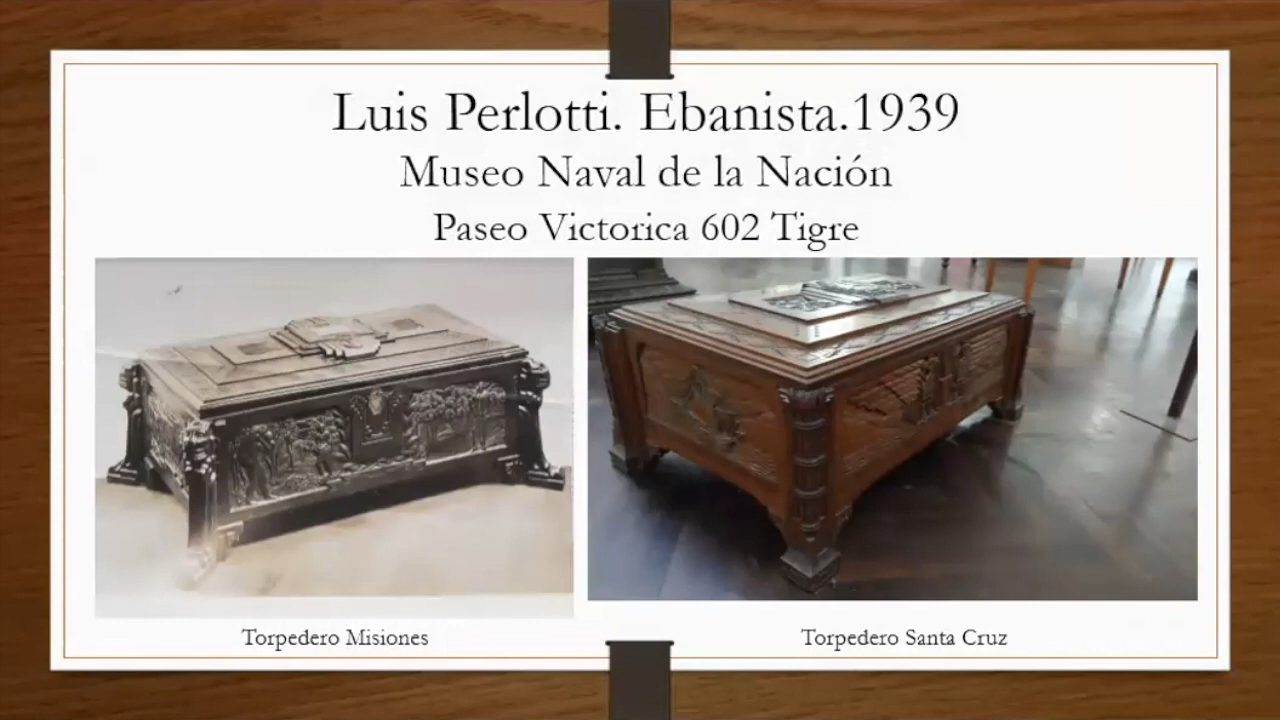 Luis Perlotti. Ebanista.1939
Museo Naval de la Nación
Paseo Victorica 602 Tigre
Torpedero Misiones
Torpedero Santa Cruz